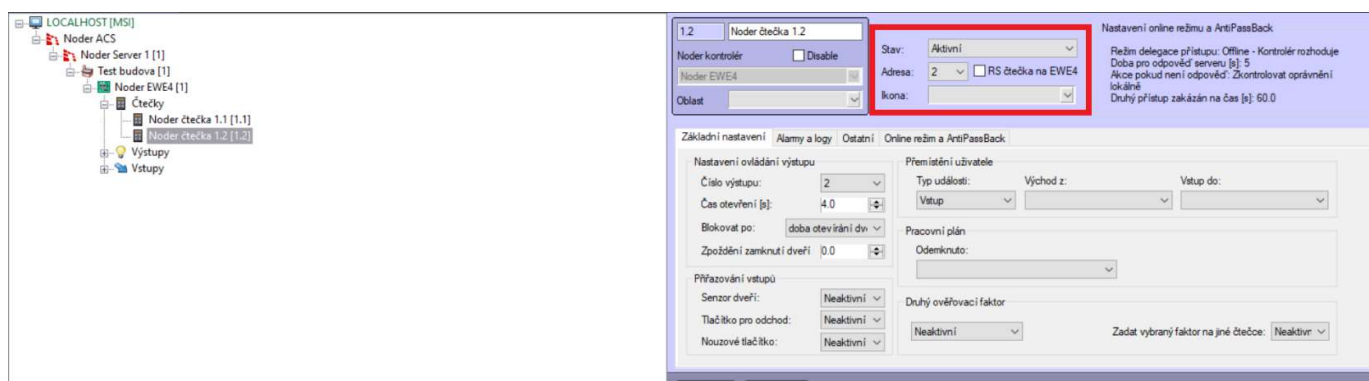 LOCALHOST [MSI]
Noder ACS
Noder Server 1 [1]
Test budova [1]
Noder EWE4 [1]
Čtečky
Noder čtečka 1.1 [1.1]
Noder čtečka 1.2 [1.2]
Výstupy
Vstupy
1.2 Noder čtečka 1.2
Noder kontrolér Disable
Noder EWE4
Oblast
Stav: Aktivní
Adresa: 2 RS čtečka na EWE4
Ikona:
Nastavení online režimu a AntiPassBack
Režim delegace přístupu: Offline - Kontrolér rozhoduje
Doba pro odpověď serveru [s]: 5
Akce pokud není odpověď: Zkontrolovat oprávnění
lokálně
Druhý přístup zakázán na čas [s]: 60.0
Základní nastavení Alarmy a logy Ostatní Online režim a AntiPassBack
Nastavení ovládání výstupu
Číslo výstupu: 2
Čas otevření [s]: 4.0
Blokovat po: doba otevírání dv
Zpoždění zamknutí dveří 0.0
Přiřazování vstupů
Senzor dveří: Neaktivní
Tlačítko pro odchod: Neaktivní
Nouzové tlačítko: Neaktivní
Přemístění uživatele
Typ události: Východ z: Vstup do:
Vstup
Pracovní plán
Odemknuto:
Druhý ověřovací faktor
Neaktivní Zadat vybraný faktor na jiné čtečce: Neaktivr